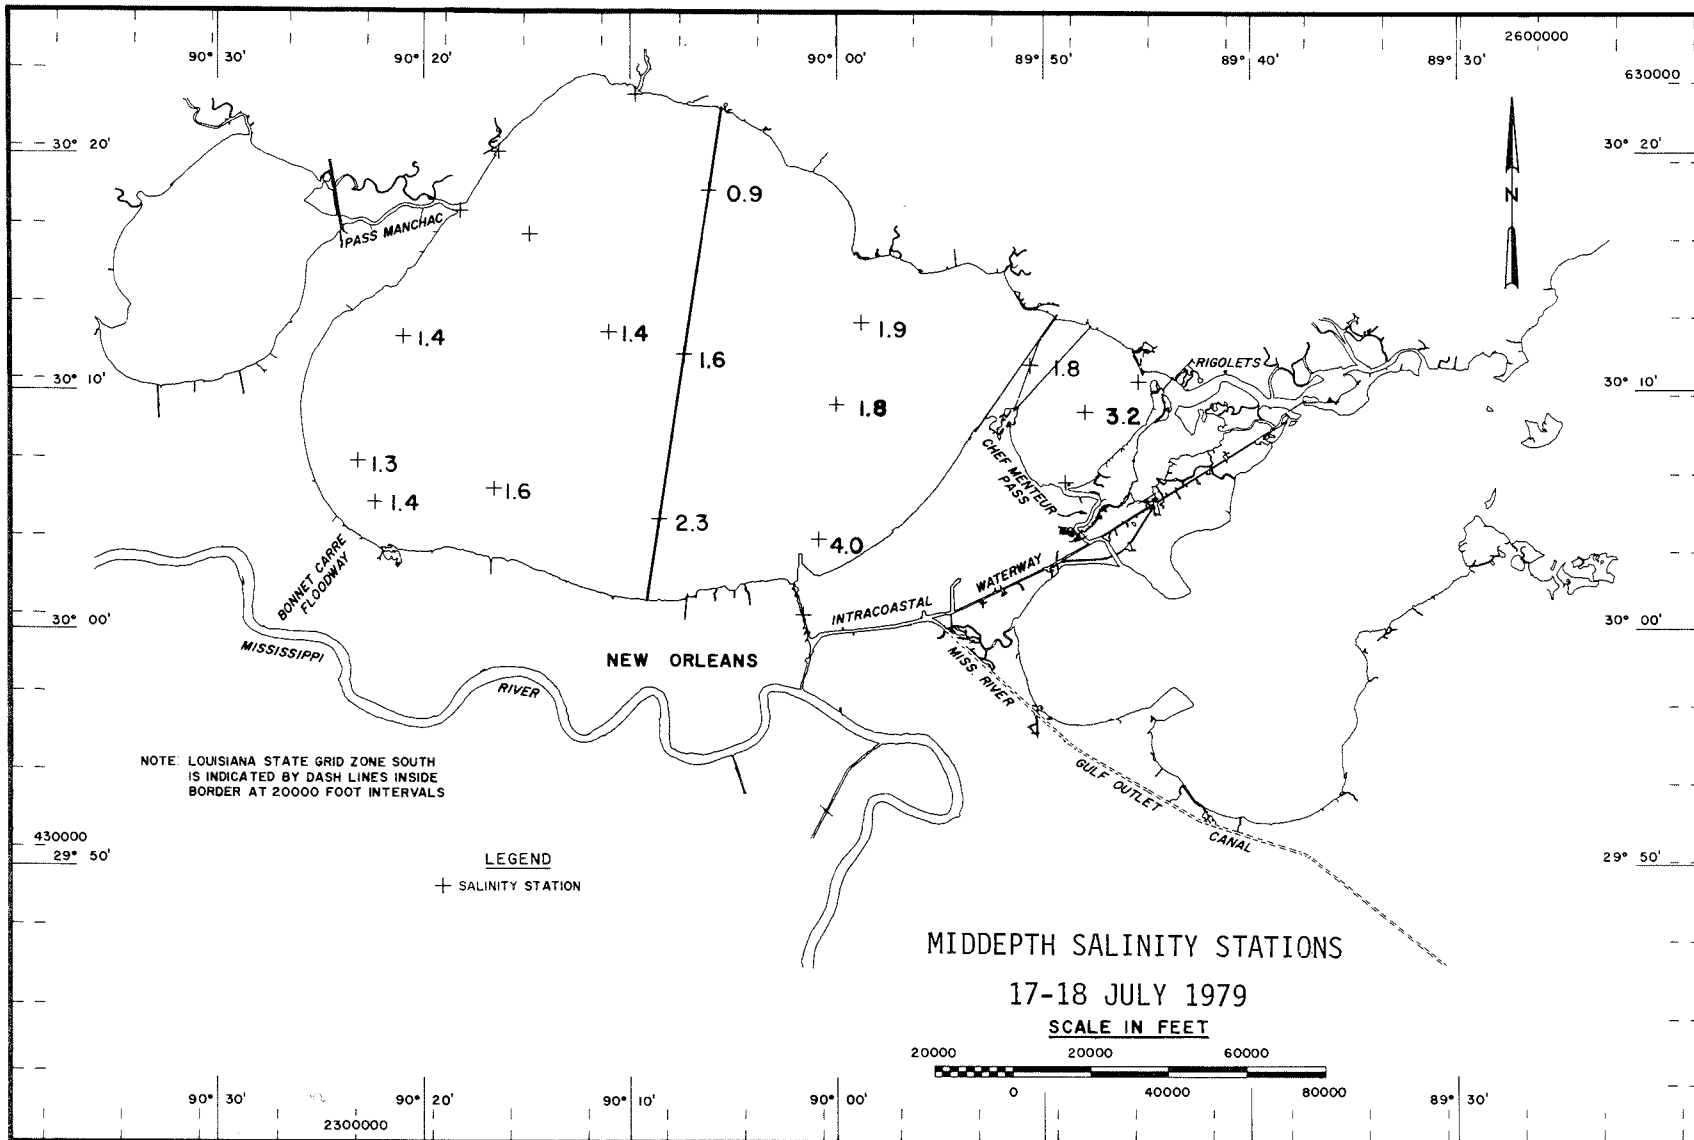 2600000
90° 30'
90° 20'
90° 10'
90° 00'
89° 50'
89° 40'
89° 30'
630000
30° 20'
30° 20'
N
0.9
PASS MANCHAC
1.4
1.4
1.6
1.9
1.8
1.8
RIGOLETS
30° 10'
30° 10'
3.2
CHEF MENTEUR
PASS
1.3
1.4
1.6
2.3
4.0
BONNET CARRE
FLOODWAY
INTRACOASTAL WATERWAY
30° 00'
30° 00'
MISSISSIPPI RIVER
NEW ORLEANS
MISS. RIVER
GULF OUTLET
CANAL
NOTE: LOUISIANA STATE GRID ZONE SOUTH
IS INDICATED BY DASH LINES INSIDE
BORDER AT 20000 FOOT INTERVALS
430000
29° 50'
29° 50'
LEGEND
+ SALINITY STATION
MIDDEPTH SALINITY STATIONS
17-18 JULY 1979
SCALE IN FEET
20000 20000 60000
0 40000 80000
90° 30'
90° 20'
90° 10'
90° 00'
89° 30'
2300000